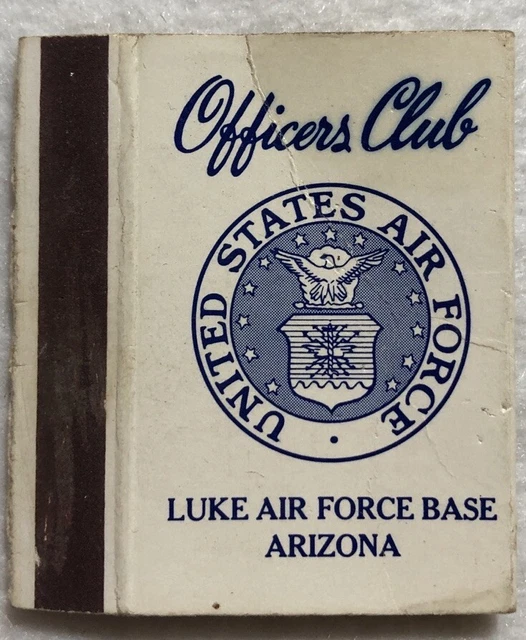 Officers Club
UNITED STATES AIR FORCE
LUKE AIR FORCE BASE
ARIZONA